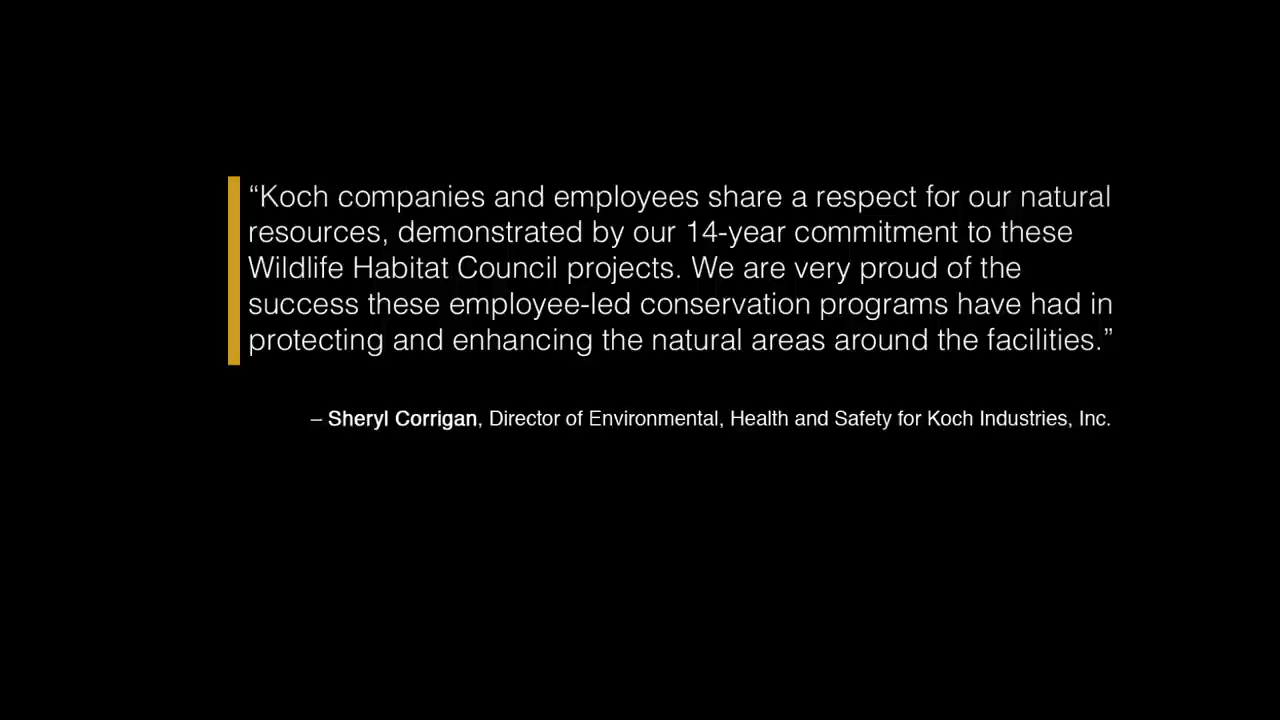 “Koch companies and employees share a respect for our natural
resources, demonstrated by our 14-year commitment to these
Wildlife Habitat Council projects. We are very proud of the
success these employee-led conservation programs have had in
protecting and enhancing the natural areas around the facilities.”
– Sheryl Corrigan, Director of Environmental, Health and Safety for Koch Industries, Inc.